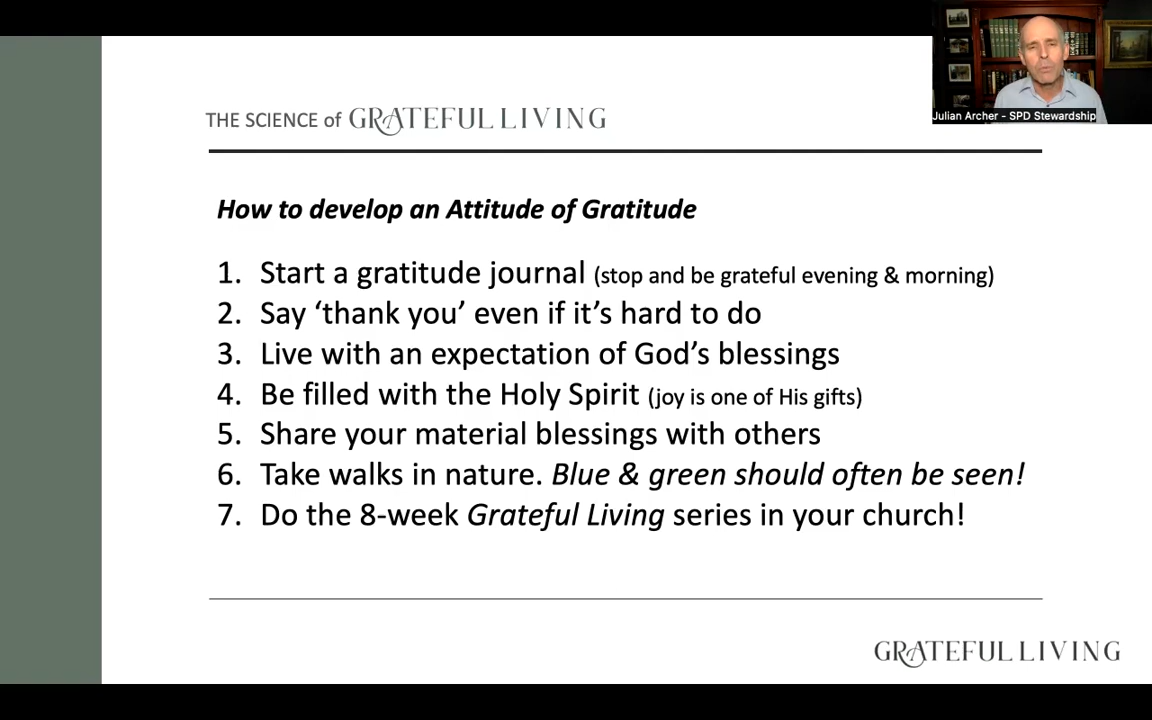 Julian Archer - SPD Stewardship
THE SCIENCE of GRATEFUL LIVING
How to develop an Attitude of Gratitude
1. Start a gratitude journal (stop and be grateful evening & morning)
2. Say ‘thank you’ even if it’s hard to do
3. Live with an expectation of God’s blessings
4. Be filled with the Holy Spirit (joy is one of His gifts)
5. Share your material blessings with others
6. Take walks in nature. Blue & green should often be seen!
7. Do the 8-week Grateful Living series in your church!
GRATEFUL LIVING